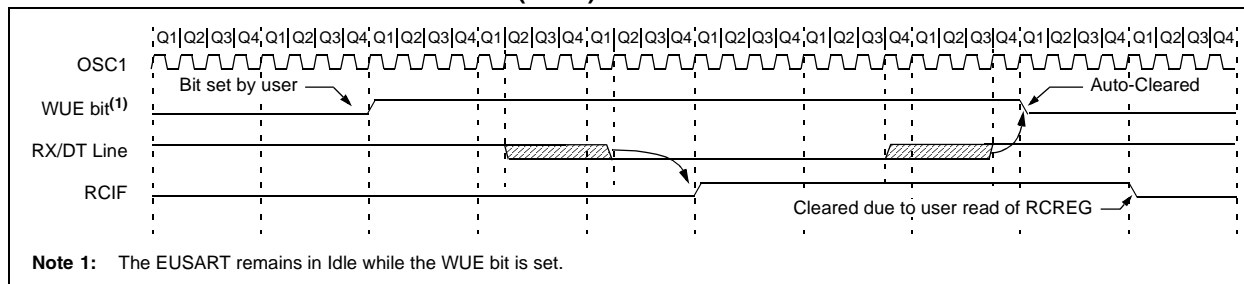 Q1 Q2 Q3 Q4 Q1 Q2 Q3 Q4 Q1 Q2 Q3 Q4 Q1 Q2 Q3 Q4 Q1 Q2 Q3 Q4 Q1 Q2 Q3 Q4 Q1 Q2 Q3 Q4 Q1 Q2 Q3 Q4 Q1 Q2 Q3 Q4 Q1 Q2 Q3 Q4
OSC1
Bit set by user
Auto-Cleared
WUE bit(1)
RX/DT Line
RCIF
Cleared due to user read of RCREG
Note 1: The EUSART remains in Idle while the WUE bit is set.